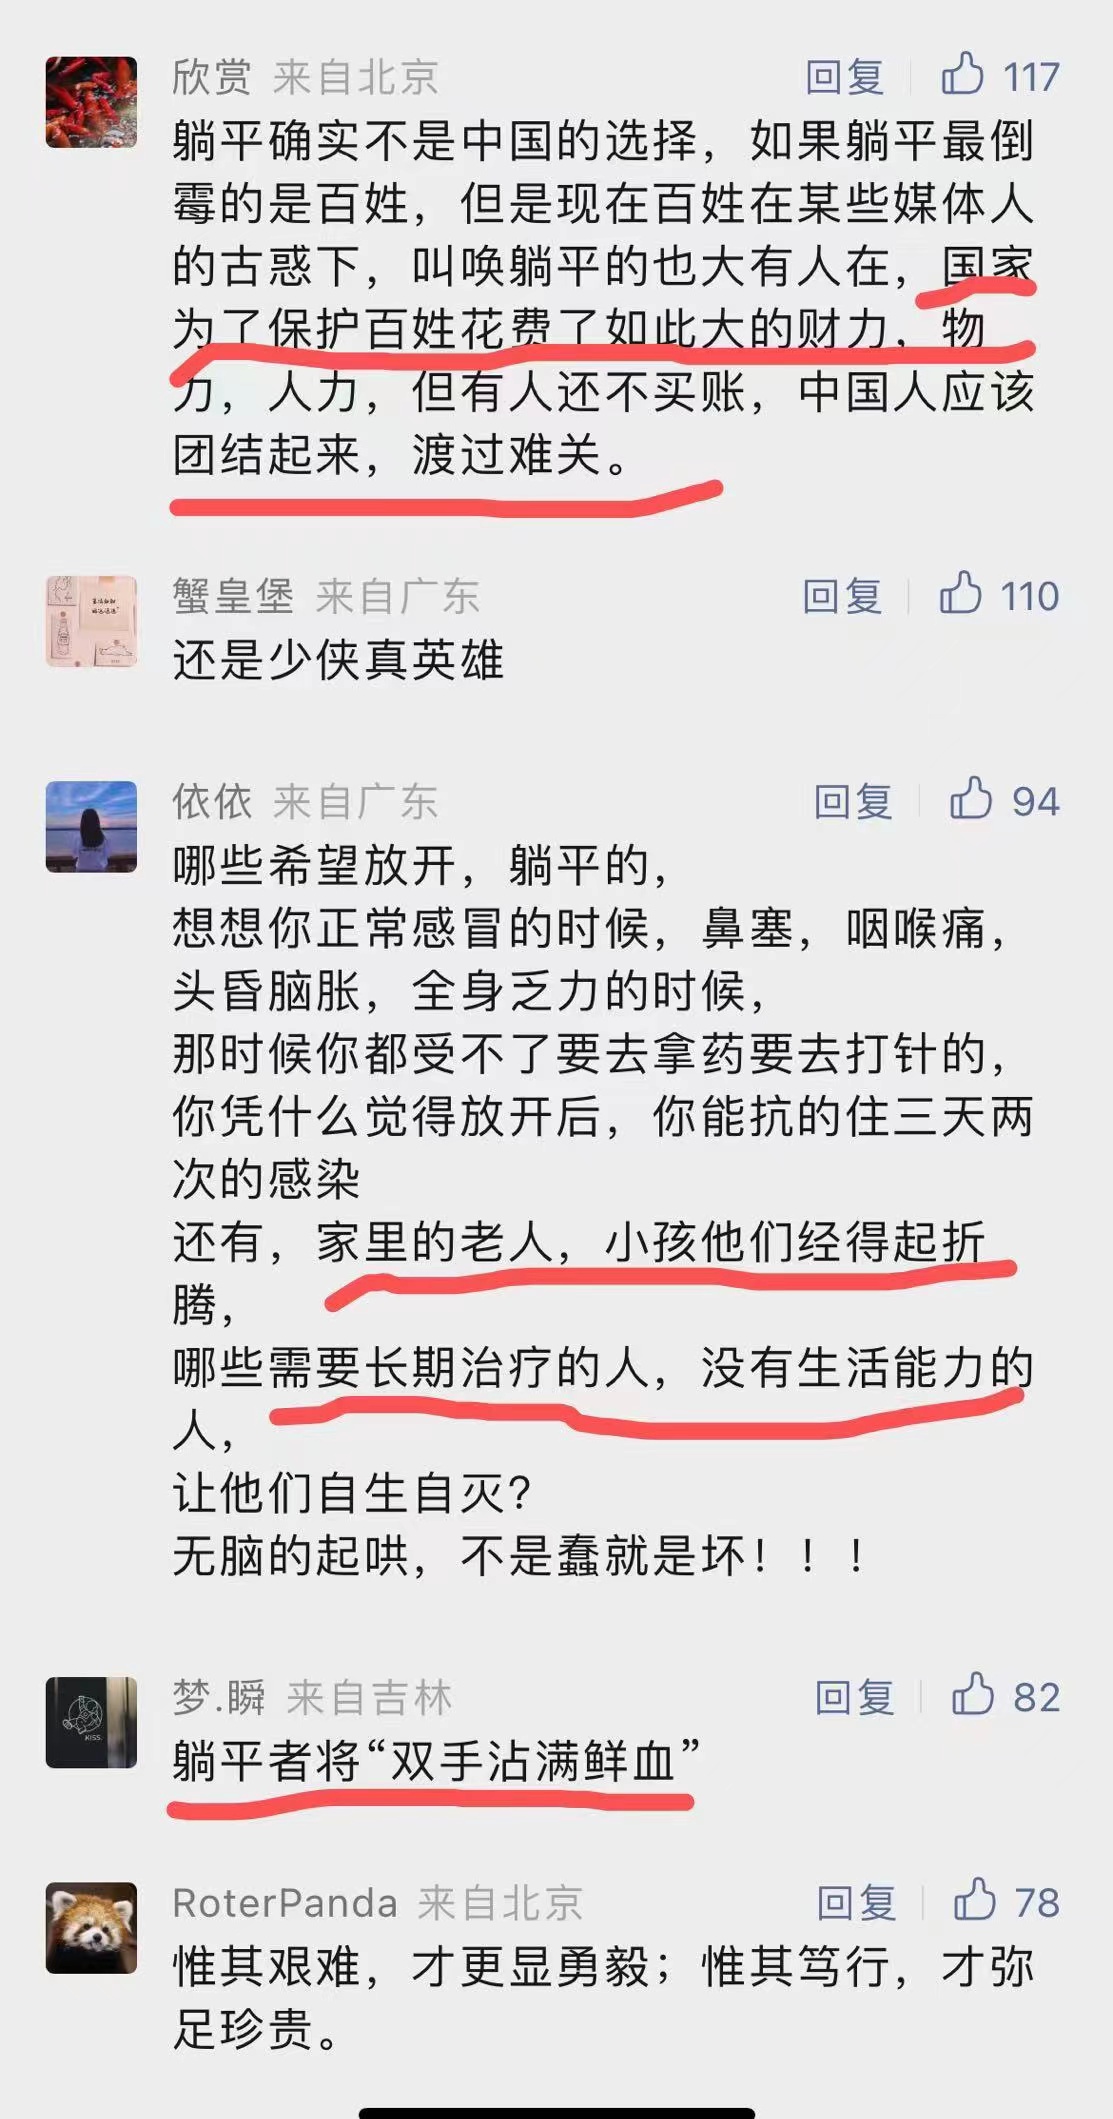 欣赏 来自北京 回复 117
躺平确实不是中国的选择，如果躺平最倒
霉的是百姓，但是现在百姓在某些媒体人
的古惑下，叫唤躺平的也大有人在，国家
为了保护百姓花费了如此大的财力，物
力，人力，但有人还不买账，中国人应该
团结起来，渡过难关。
蟹皇堡 来自广东 回复 110
还是少侠真英雄
依依 来自广东 回复 94
哪些希望放开，躺平的，
想想你正常感冒的时候，鼻塞，咽喉痛，
头昏脑胀，全身乏力的时候，
那时候你都受不了要去拿药要去打针的，
你凭什么觉得放开后，你能抗的住三天两
次的感染
还有，家里的老人，小孩他们经得起折
腾，
哪些需要长期治疗的人，没有生活能力的
人，
让他们自生自灭？
无脑的起哄，不是蠢就是坏！！！
梦.瞬 来自吉林 回复 82
KISS.
躺平者将“双手沾满鲜血”
RoterPanda 来自北京 回复 78
惟其艰难，才更显勇毅；惟其笃行，才弥
足珍贵。